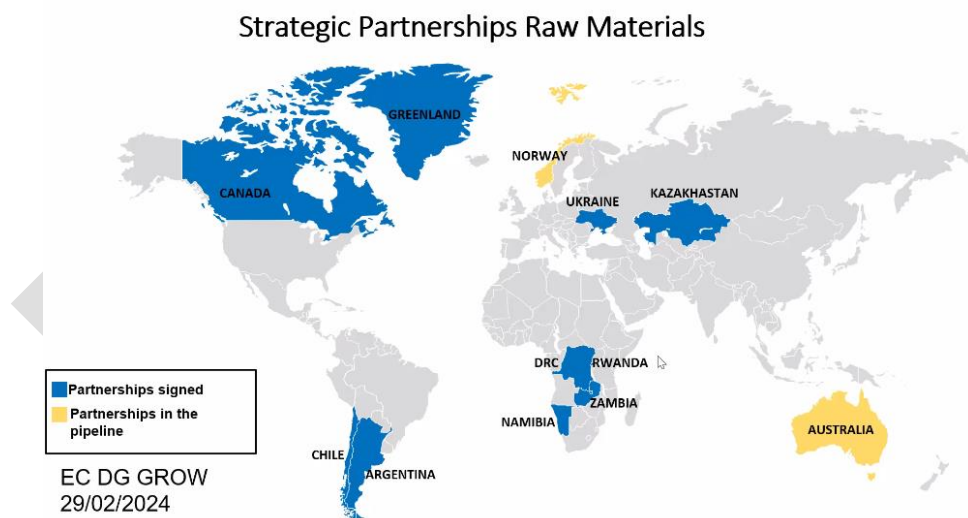 Strategic Partnerships Raw Materials
GREENLAND
CANADA
NORWAY
UKRAINE
KAZAKHSTAN
DRC
RWANDA
ZAMBIA
NAMIBIA
CHILE
ARGENTINA
AUSTRALIA
Partnerships signed
Partnerships in the
pipeline
EC DG GROW
29/02/2024